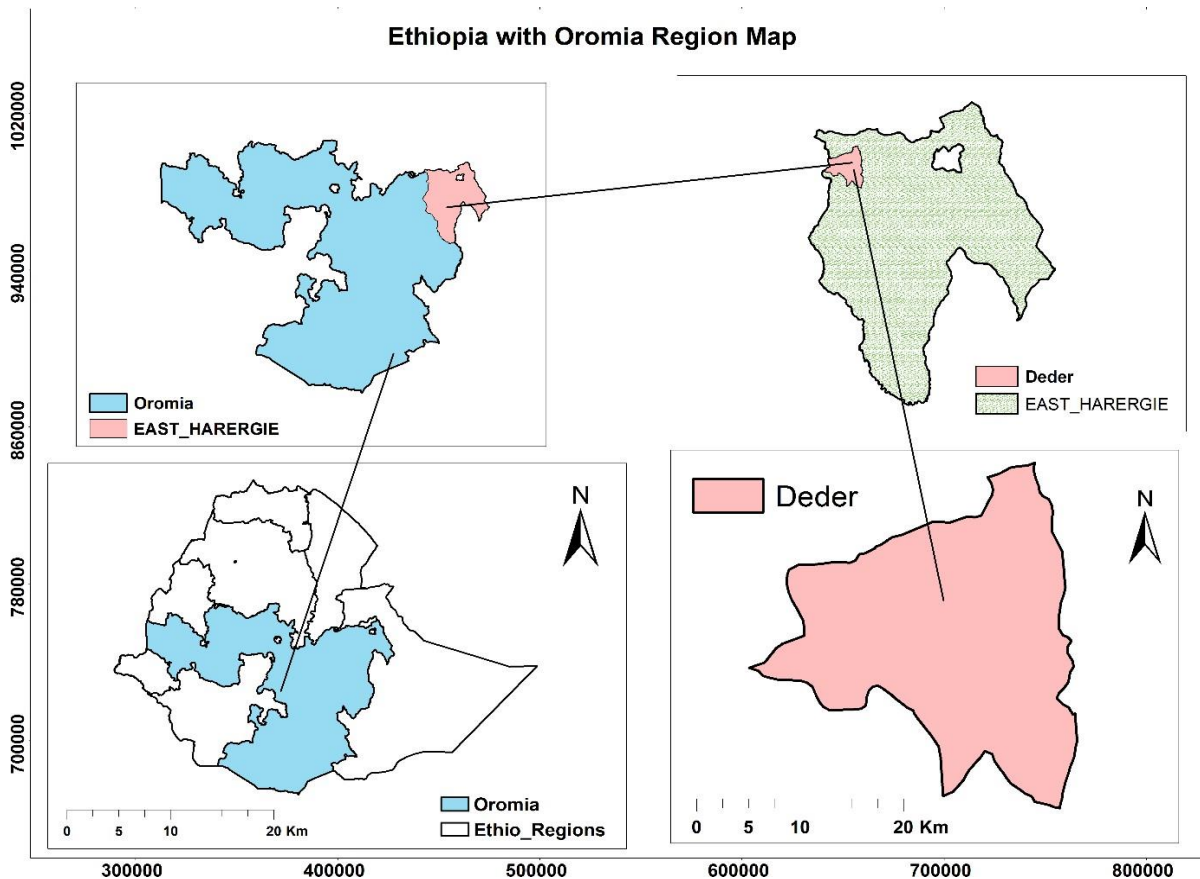 Ethiopia with Oromia Region Map
1020000
940000
860000
7800000
700000
Oromia
EAST_HARERGIE
Deder
EAST_HARERGIE
N
0 5 10 20 Km
Oromia
Ethio_Regions
Deder
N
0 5 10 20 Km
300000 400000 500000 600000 700000 800000